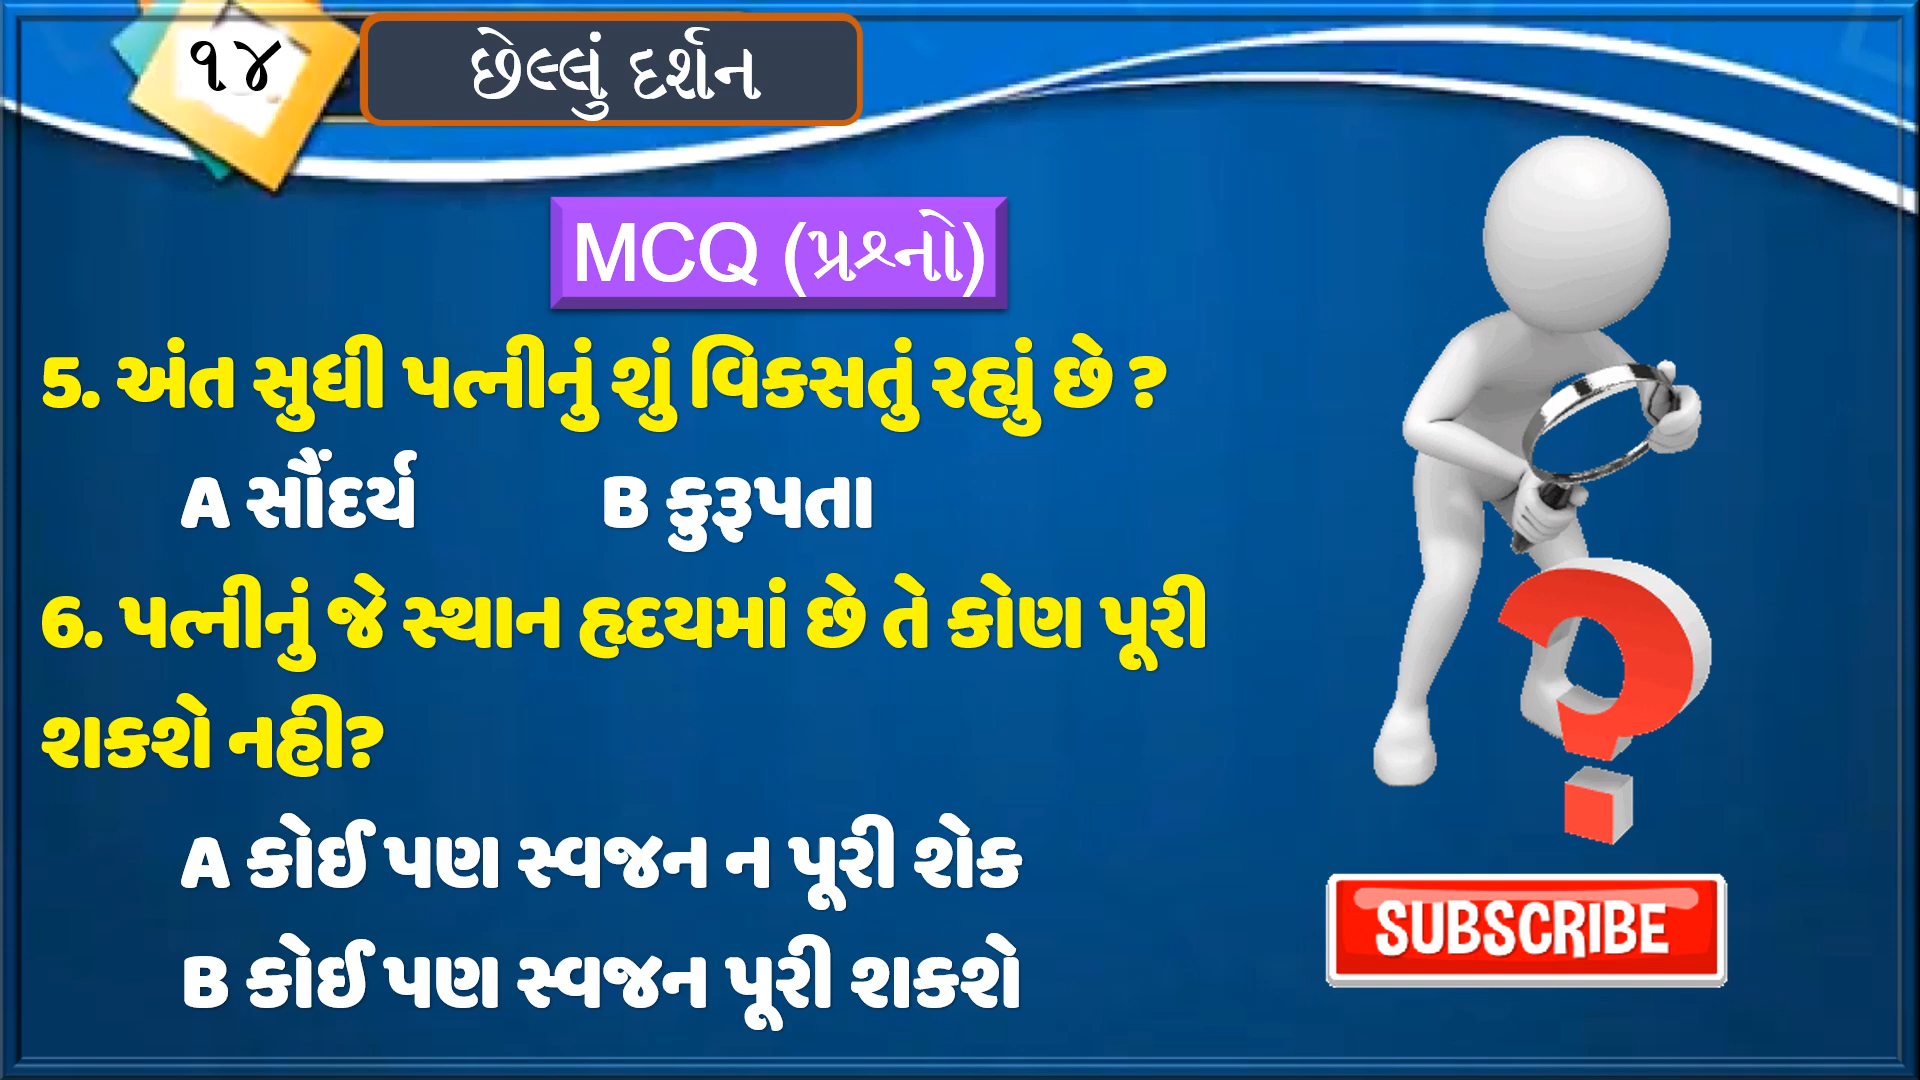 ૧૪
છેલ્લું દર્શન
MCQ (પ્રશ્નો)
5. અંત સુધી પત્નીનું શું વિકસતું રહ્યું છે ?
A સૌંદર્ય B કુરૂપતા
6. પત્નીનું જે સ્થાન હૃદયમાં છે તે કોણ પૂરી
શકશે નહી?
A કોઈ પણ સ્વજન ન પૂરી શેક
B કોઈ પણ સ્વજન પૂરી શકશે
SUBSCRIBE